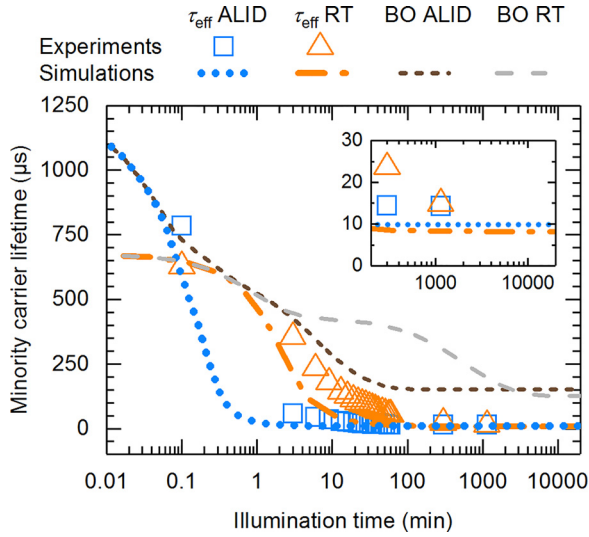 τeff ALID τeff RT BO ALID BO RT
Experiments
Simulations
1250
1000
750
500
250
0
0.01 0.1 1 10 100 1000 10000
Minority carrier lifetime (µs)
Illumination time (min)
30
20
10
0
1000 10000